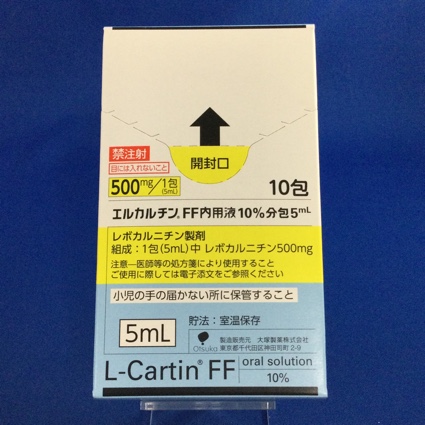 開封口
禁注射
目には入れないこと
500mg/1包
(5mL)
10包
エルカルチン®FF内用液10%分包5mL
レボカルニチン製剤
組成：1包(5mL)中 レボカルニチン500mg
注意―医師等の処方箋により使用すること
ご使用に際しては電子添文をご参照ください
小児の手の届かない所に保管すること
5mL
貯法：室温保存
Otsuka
製造販売元 大塚製薬株式会社
東京都千代田区神田司町2-9
L-Cartin® FF
oral solution
10%